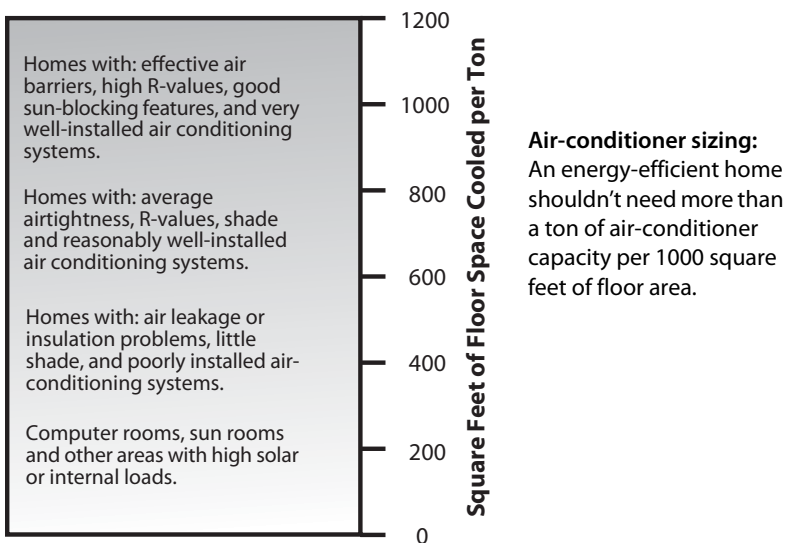 Homes with: effective air
barriers, high R-values, good
sun-blocking features, and very
well-installed air conditioning
systems.
Homes with: average
airtightness, R-values, shade
and reasonably well-installed
air conditioning systems.
Homes with: air leakage or
insulation problems, little
shade, and poorly installed air-
conditioning systems.
Computer rooms, sun rooms
and other areas with high solar
or internal loads.
1200
1000
800
600
400
200
0
Square Feet of Floor Space Cooled per Ton
Air-conditioner sizing:
An energy-efficient home
shouldn’t need more than
a ton of air-conditioner
capacity per 1000 square
feet of floor area.